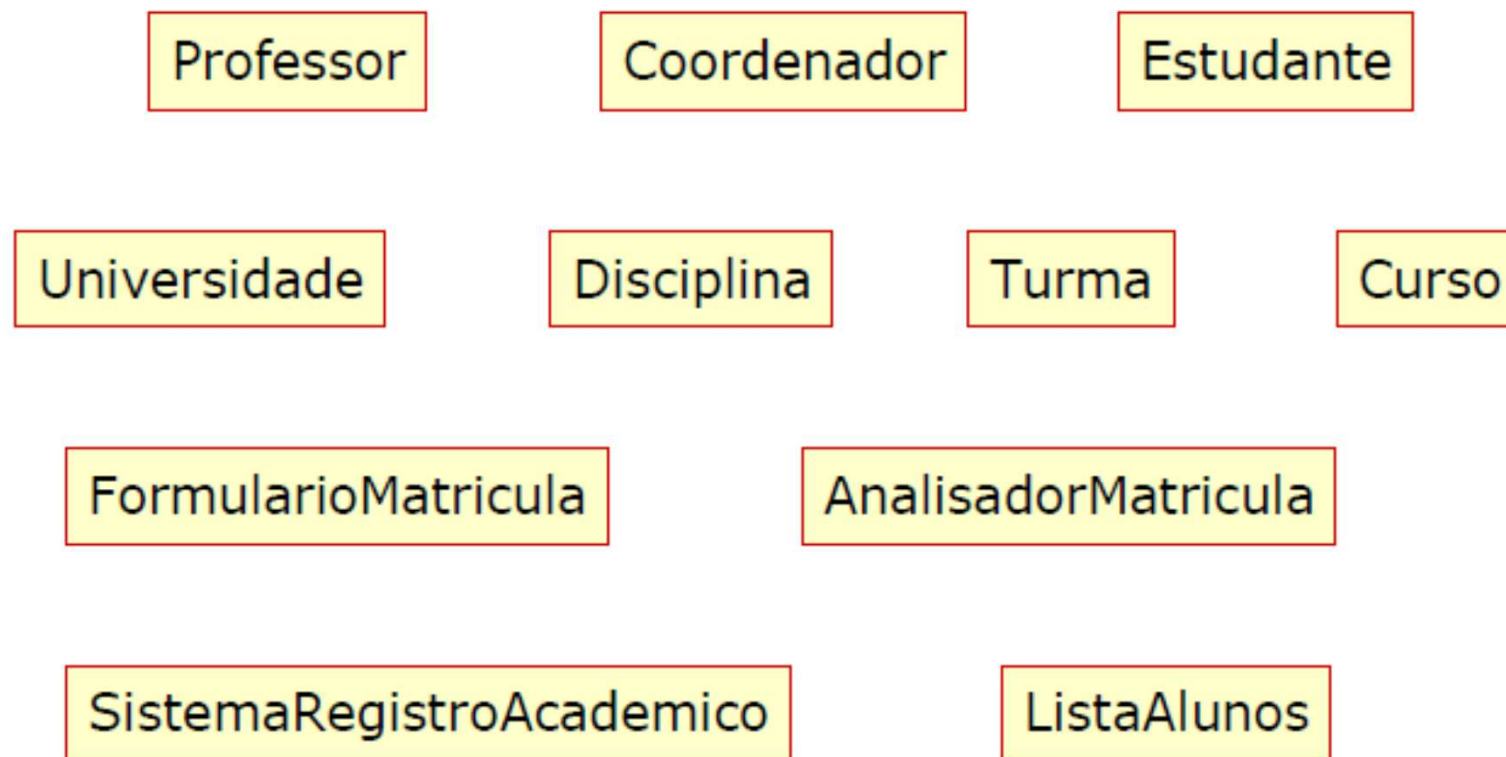 Professor Coordenador Estudante
Universidade Disciplina Turma Curso
FormularioMatricula AnalisadorMatricula
SistemaRegistroAcademico ListaAlunos